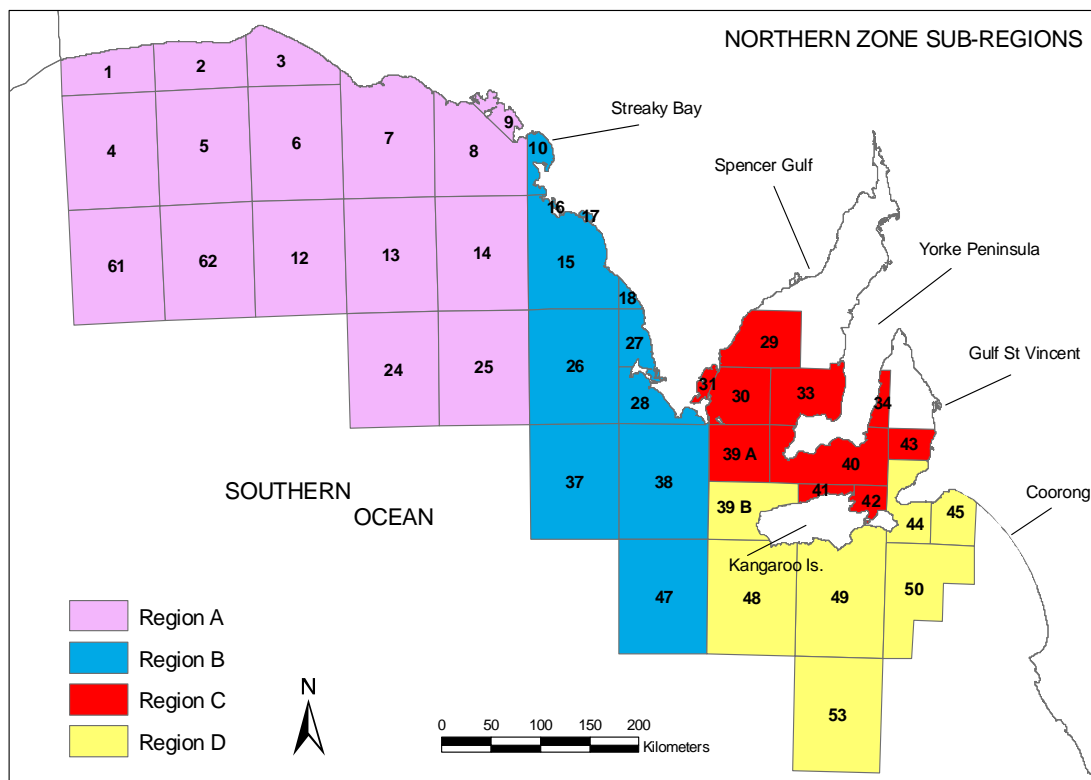 NORTHERN ZONE SUB-REGIONS
1
2
3
Streaky Bay
4
5
6
7
8
9
10
Spencer Gulf
16
17
Yorke Peninsula
61
62
12
13
14
15
18
Gulf St Vincent
24
25
26
27
28
29
31
30
33
34
43
37
38
39 A
40
41
42
39 B
44
45
Coorong
SOUTHERN
OCEAN
Kangaroo Is.
47
48
49
50
53
Region A
Region B
Region C
Region D
N
0 50 100 150 200
Kilometers